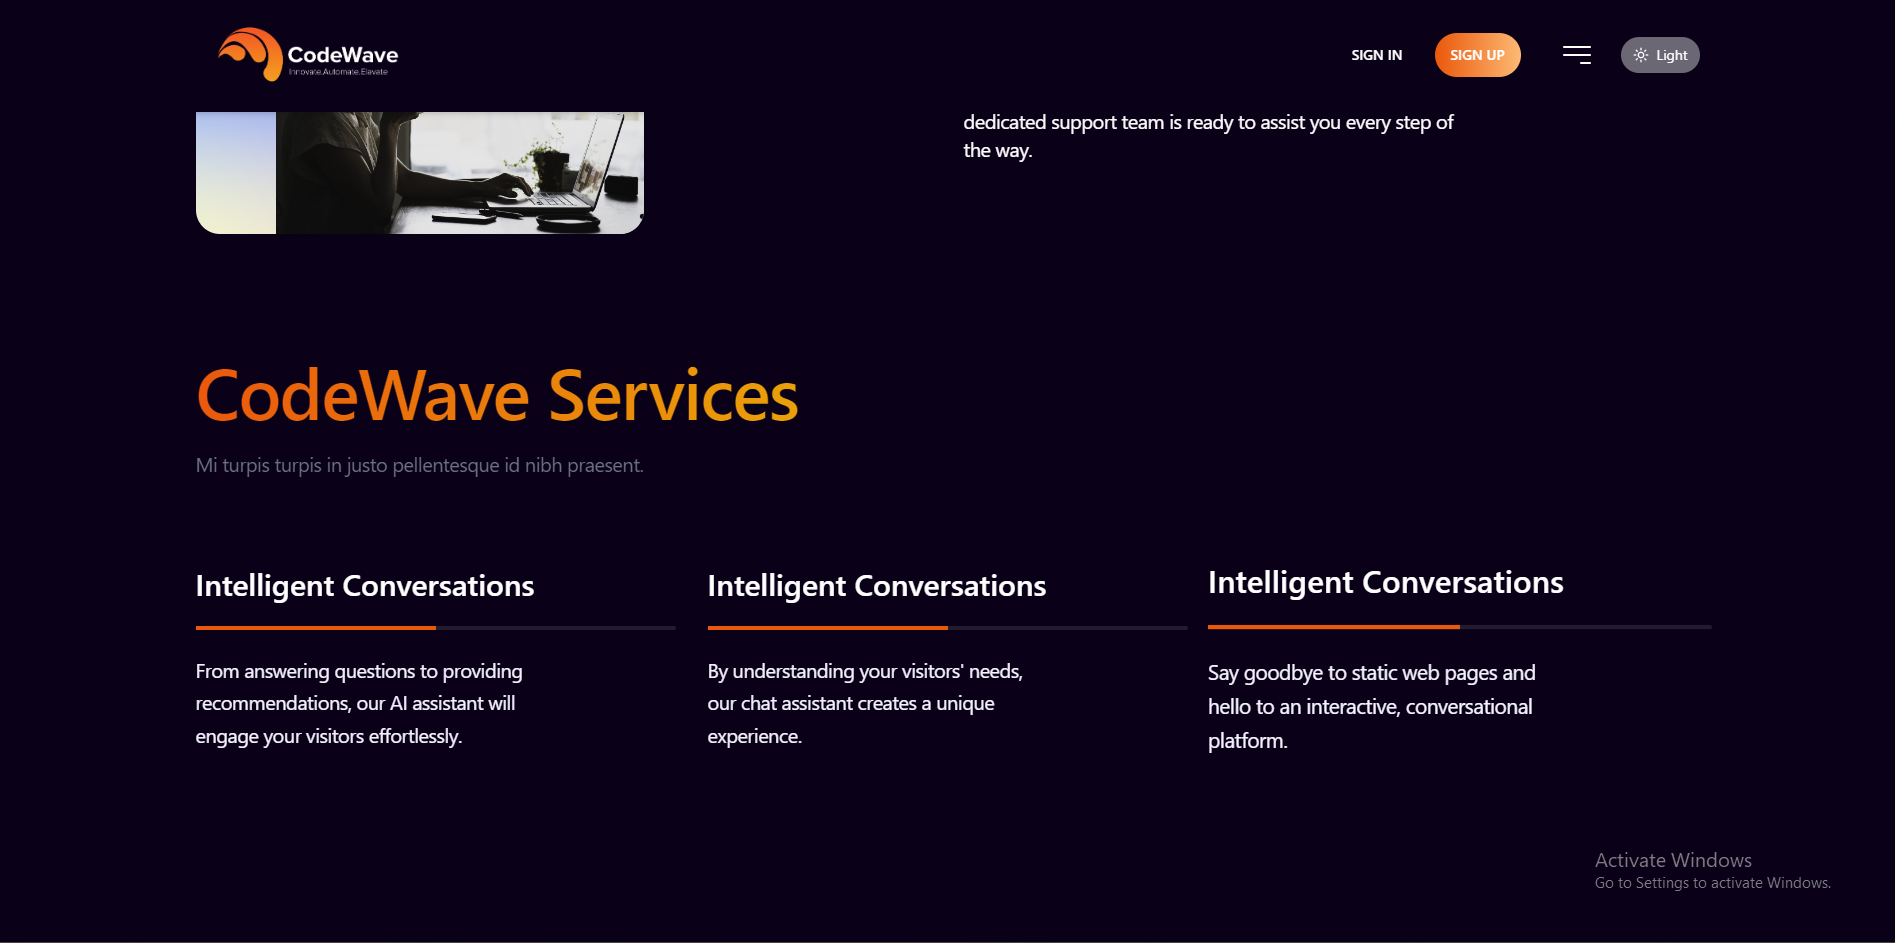 CodeWave
Innovate.Automate.Elavate
SIGN IN
SIGN UP
Light
dedicated support team is ready to assist you every step of
the way.
CodeWave Services
Mi turpis turpis in justo pellentesque id nibh praesent.
Intelligent Conversations
From answering questions to providing
recommendations, our AI assistant will
engage your visitors effortlessly.
Intelligent Conversations
By understanding your visitors' needs,
our chat assistant creates a unique
experience.
Intelligent Conversations
Say goodbye to static web pages and
hello to an interactive, conversational
platform.
Activate Windows
Go to Settings to activate Windows.